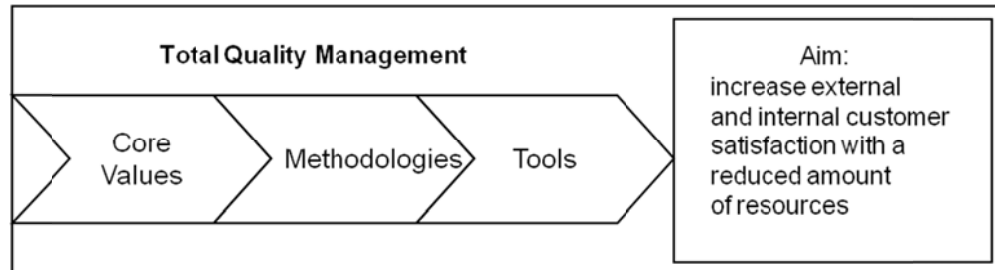 Total Quality Management
Core
Values
Methodologies
Tools
Aim:
increase external
and internal customer
satisfaction with a
reduced amount
of resources